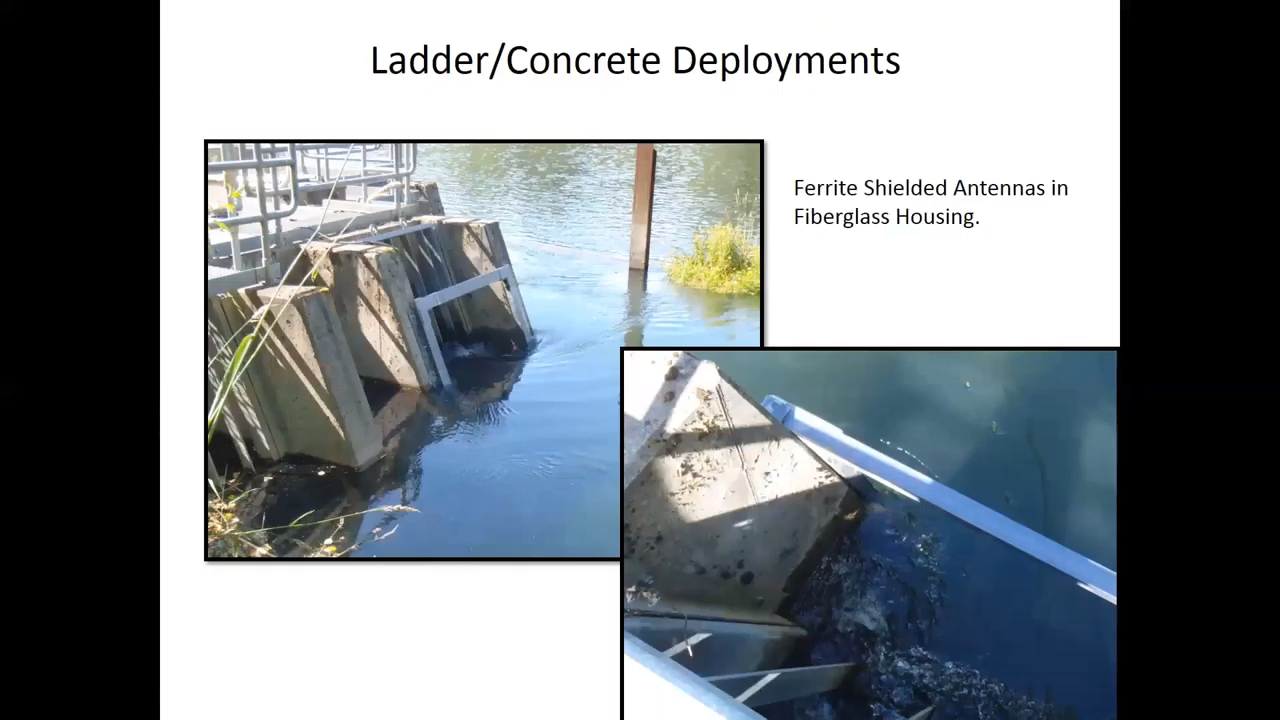 Ladder/Concrete Deployments
Ferrite Shielded Antennas in
Fiberglass Housing.